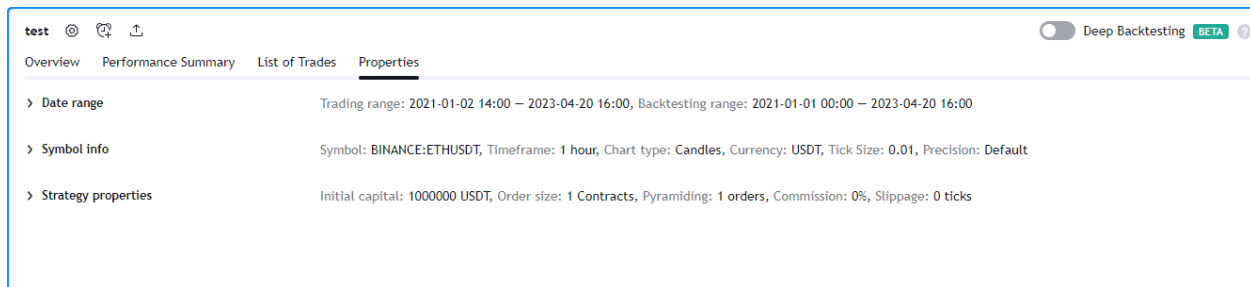 test Deep Backtesting BETA ?
Overview Performance Summary List of Trades Properties
Date range Trading range: 2021-01-02 14:00 — 2023-04-20 16:00, Backtesting range: 2021-01-01 00:00 — 2023-04-20 16:00
Symbol info Symbol: BINANCE:ETHUSDT, Timeframe: 1 hour, Chart type: Candles, Currency: USDT, Tick Size: 0.01, Precision: Default
Strategy properties Initial capital: 1000000 USDT, Order size: 1 Contracts, Pyramiding: 1 orders, Commission: 0%, Slippage: 0 ticks